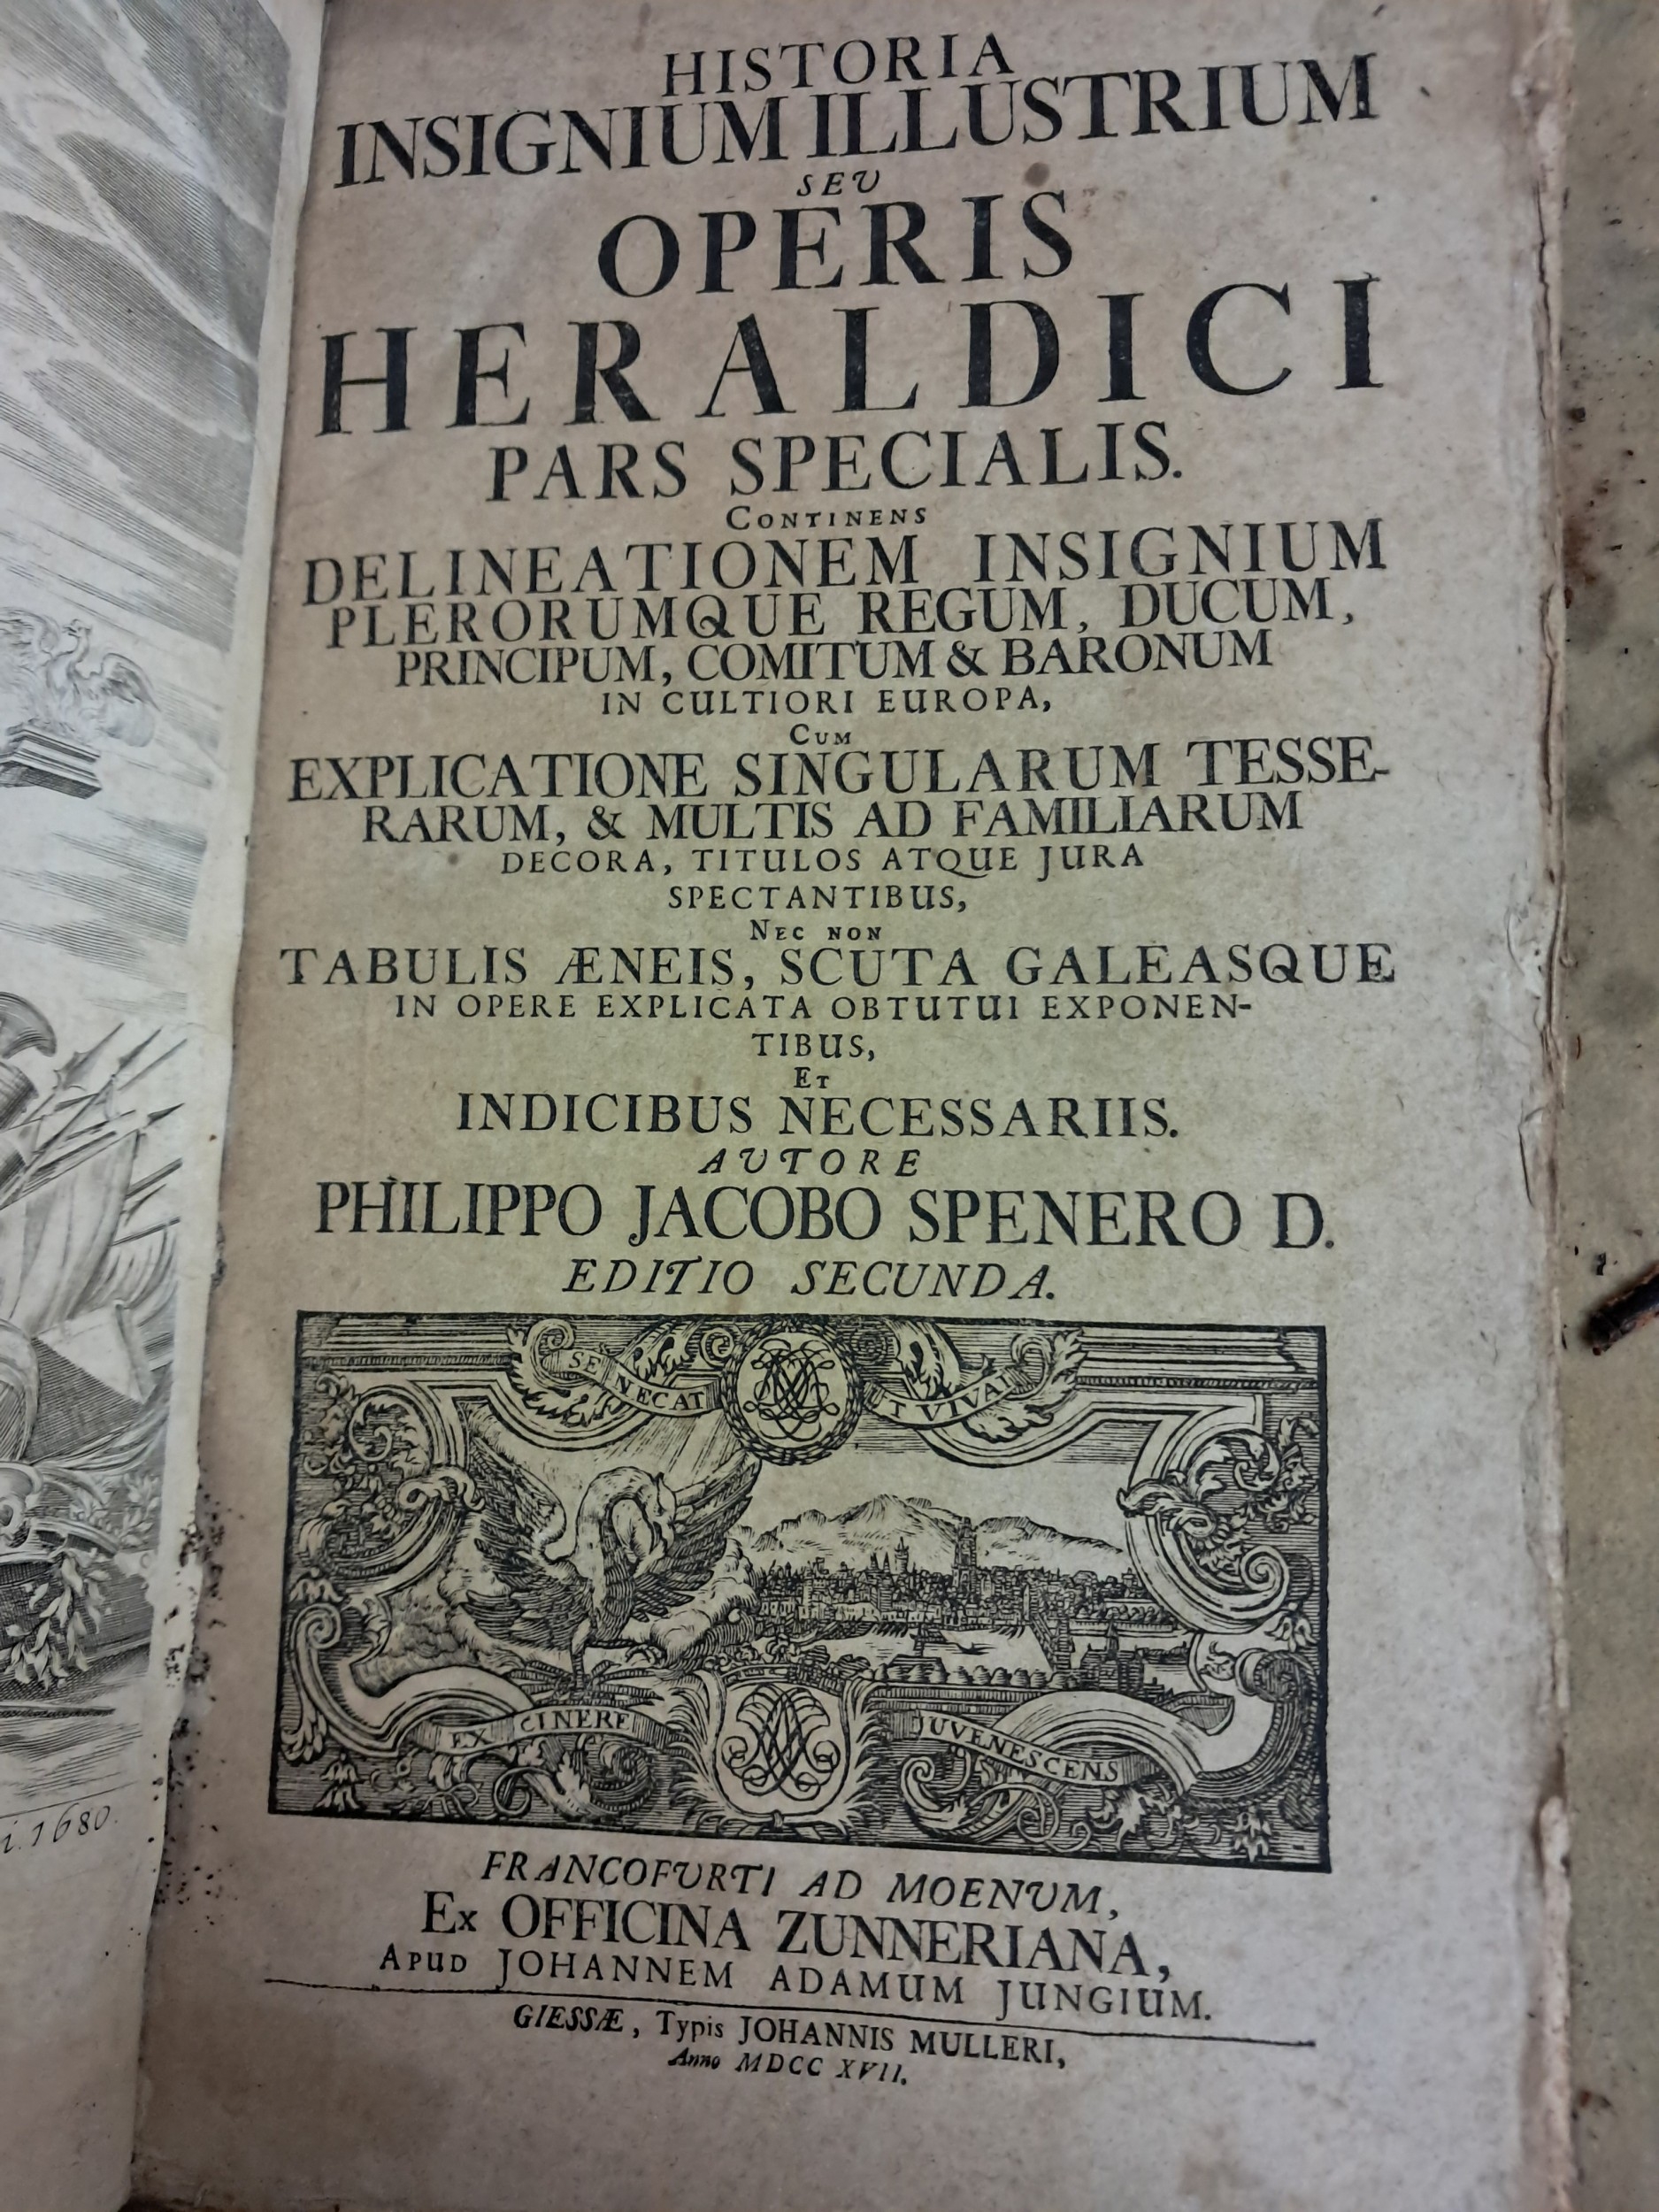 HISTORIA
INSIGNIUM ILLUSTRIUM
SEU
OPERIS
HERALDICI
PARS SPECIALIS.
CONTINENS
DELINEATIONEM INSIGNIUM
PLERORUMQUE REGUM, DUCUM,
PRINCIPUM, COMITUM & BARONUM
IN CULTIORI EUROPA,
CUM
EXPLICATIONE SINGULARUM TESSE-
RARUM, & MULTIS AD FAMILIARUM
DECORA, TITULOS ATQUE JURA
SPECTANTIBUS,
NEC NON
TABULIS ÆNEIS, SCUTA GALEASQUE
IN OPERE EXPLICATA OBTUTUI EXPONEN-
TIBUS,
ET
INDICIBUS NECESSARIIS.
AUTORE
PHILIPPO JACOBO SPENERO D.
EDITIO SECUNDA.
SE NECAT
UT VIVAT
EX CINERE
JUVENESCENS
FRANCOFURTI AD MOENUM,
Ex OFFICINA ZUNNERIANA,
APUD JOHANNEM ADAMUM JUNGIUM.
GIESSÆ, Typis JOHANNIS MULLERI,
Anno MDCC XVII.
1680.